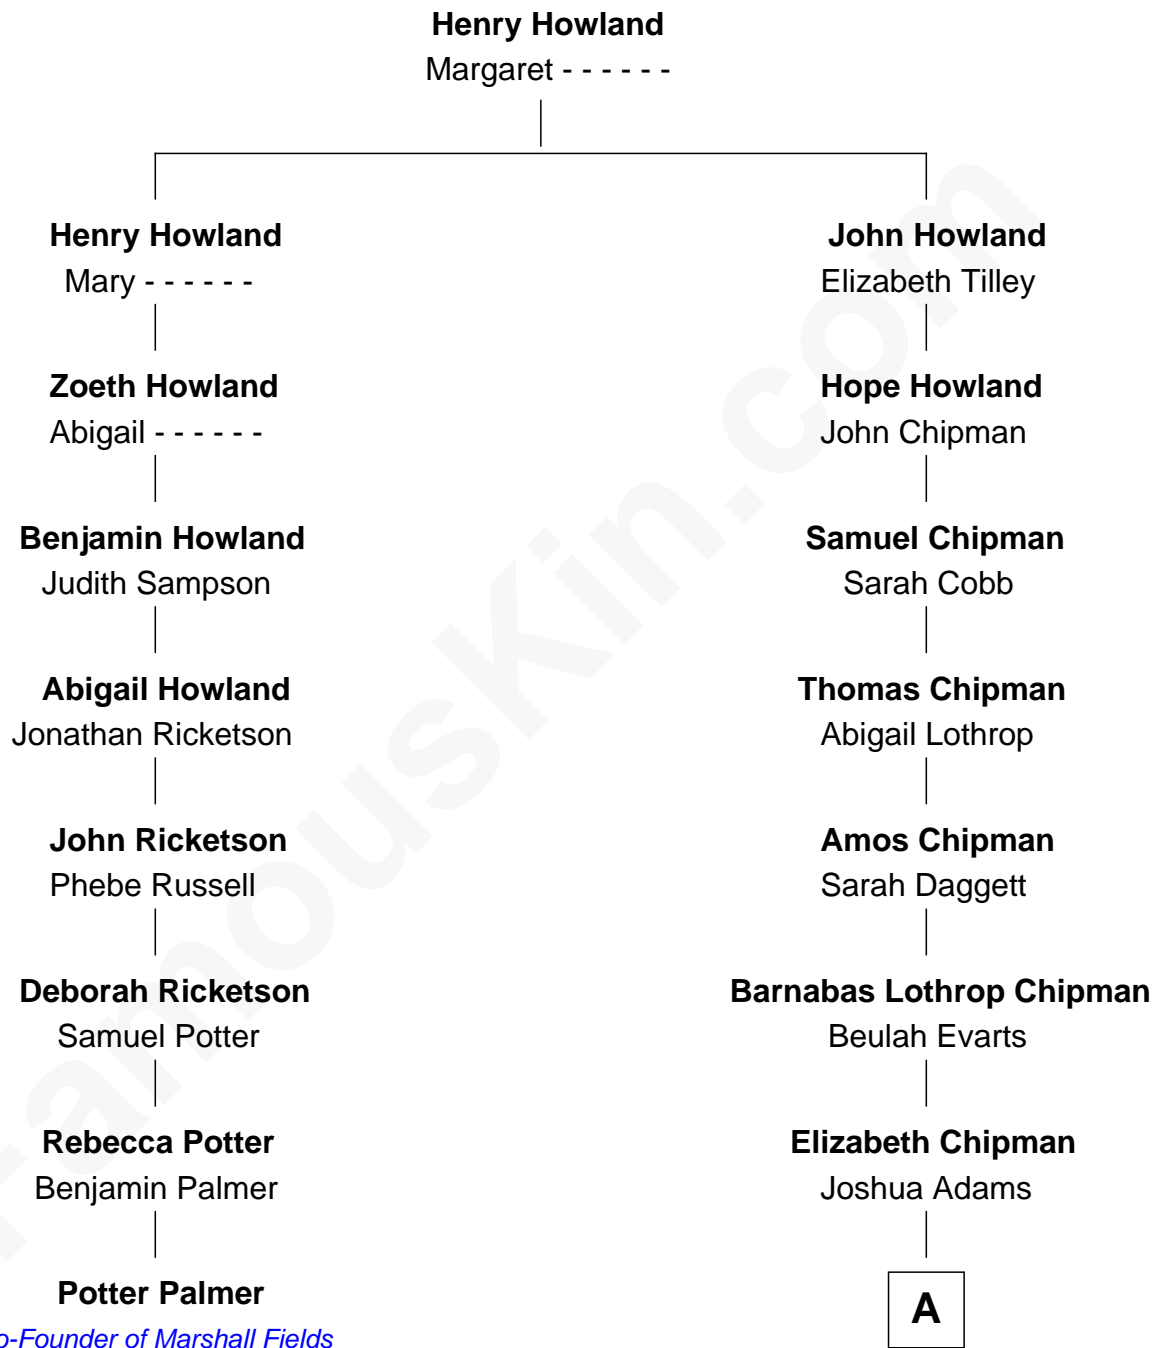 Henry Howland
Margaret - - - - - -
Henry Howland
Mary - - - - - -
John Howland
Elizabeth Tilley
Zoeth Howland
Abigail - - - - - -
Hope Howland
John Chipman
Benjamin Howland
Judith Sampson
Samuel Chipman
Sarah Cobb
Abigail Howland
Jonathan Ricketson
Thomas Chipman
Abigail Lothrop
John Ricketson
Phebe Russell
Amos Chipman
Sarah Daggett
Deborah Ricketson
Samuel Potter
Barnabas Lothrop Chipman
Beulah Evarts
Rebecca Potter
Benjamin Palmer
Elizabeth Chipman
Joshua Adams
Potter Palmer
o-Founder of Marshall Fields
A
FamousKin.com